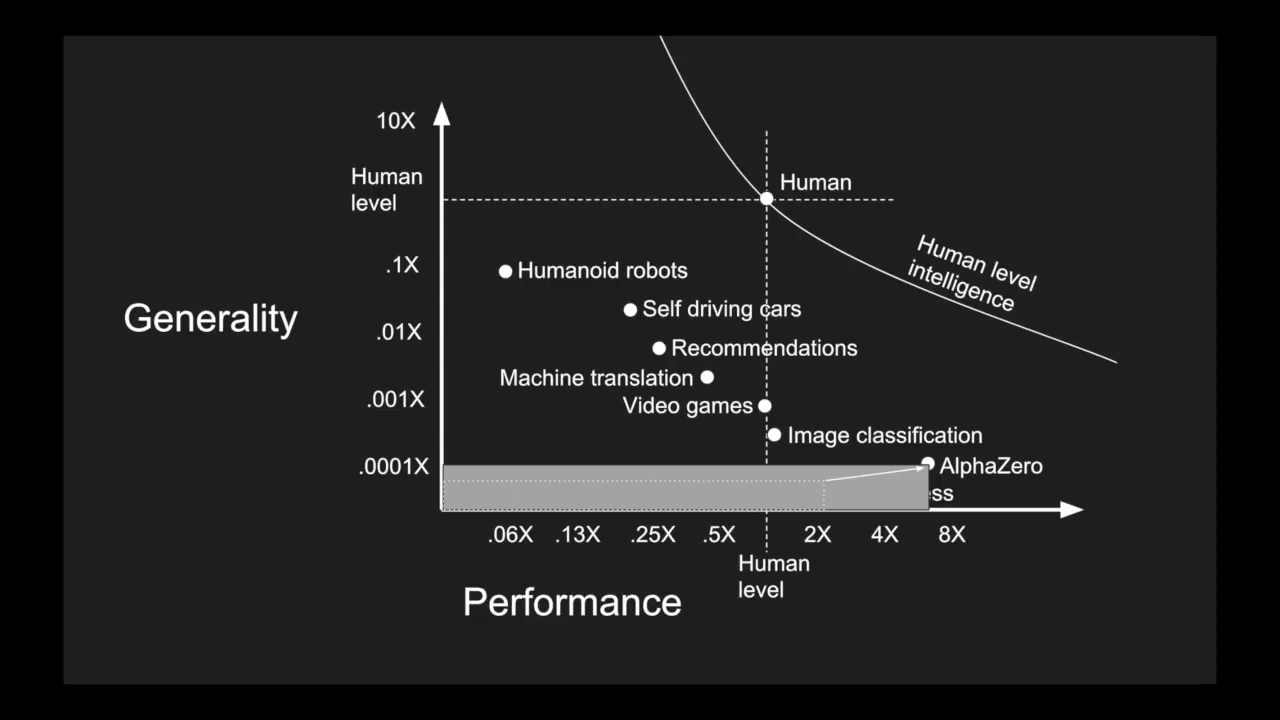 10X
Human
level
Human
Human level
intelligence
.1X
Humanoid robots
Generality
Self driving cars
.01X
Recommendations
Machine translation
.001X
Video games
Image classification
.0001X
AlphaZero
ss
.06X .13X .25X .5X 2X 4X 8X
Human
level
Performance